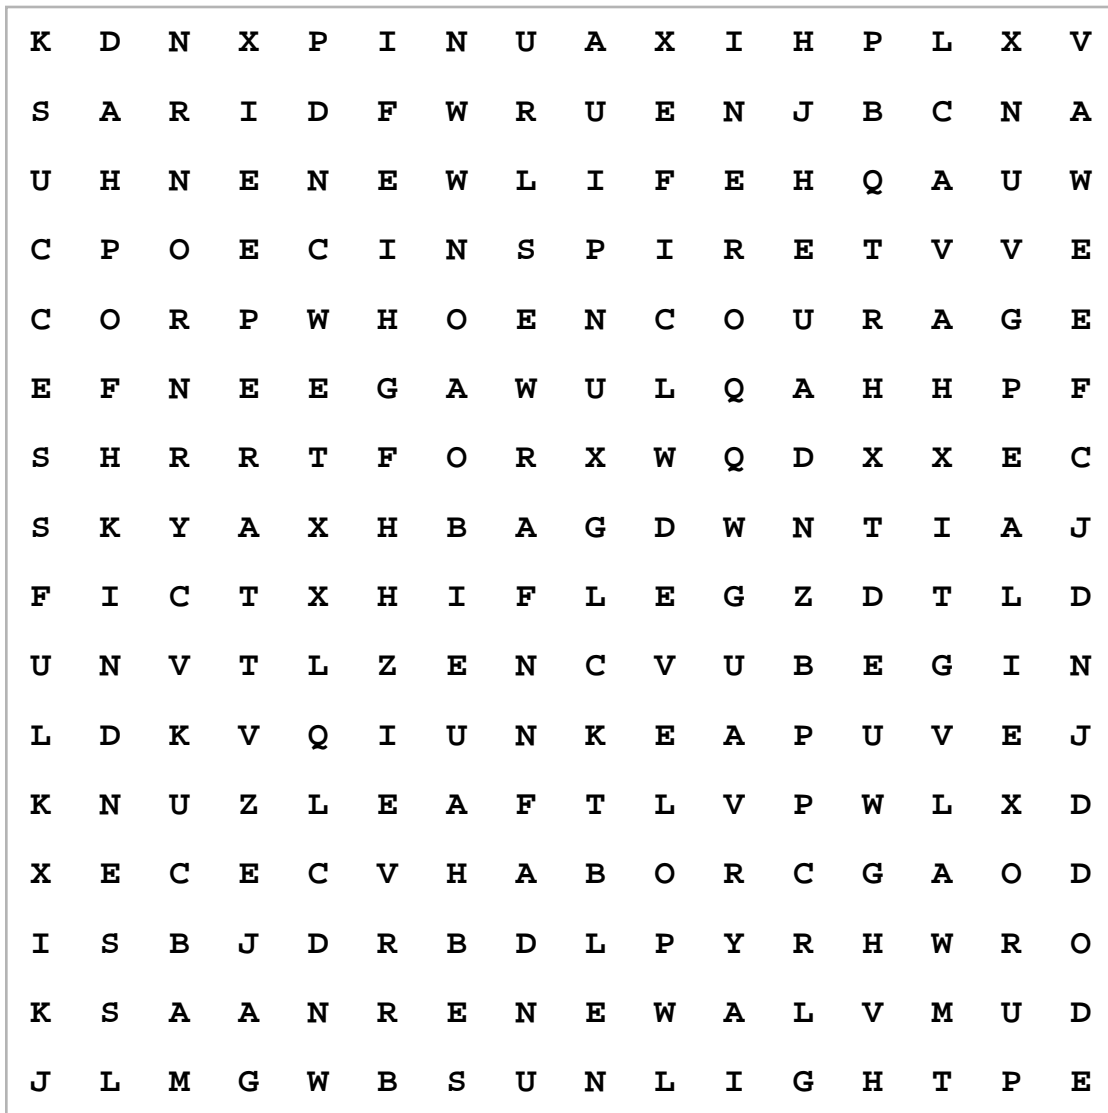 K D N X P I N U A X I H P L X V
S A R I D F W R U E N J B C N A
U H N E N E W L I F E H Q A U W
C P O E C I N S P I R E T V V E
C O R P W H O E N C O U R A G E
E F N E E G A W U L Q A H H P F
S H R R T F O R X W Q D X X E C
S K Y A X H B A G D W N T I A J
F I C T X H I F L E G Z D T L D
U N V T L Z E N C V U B E G I N
L D K V Q I U N K E A P U V E J
K N U Z L E A F T L V P W L X D
X E C E C V H A B O R C G A O D
I S B J D R B D L P Y R H W R O
K S A A N R E N E W A L V M U D
J L M G W B S U N L I G H T P E